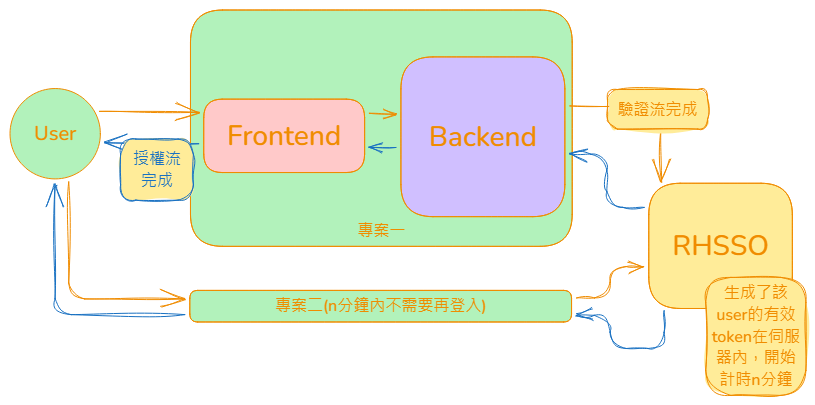 User
授權流
完成
Frontend
Backend
專案一
驗證流完成
RHSSO
生成了該
user的有效
token在伺服
器內，開始
計時n分鐘
專案二(n分鐘內不需要再登入)